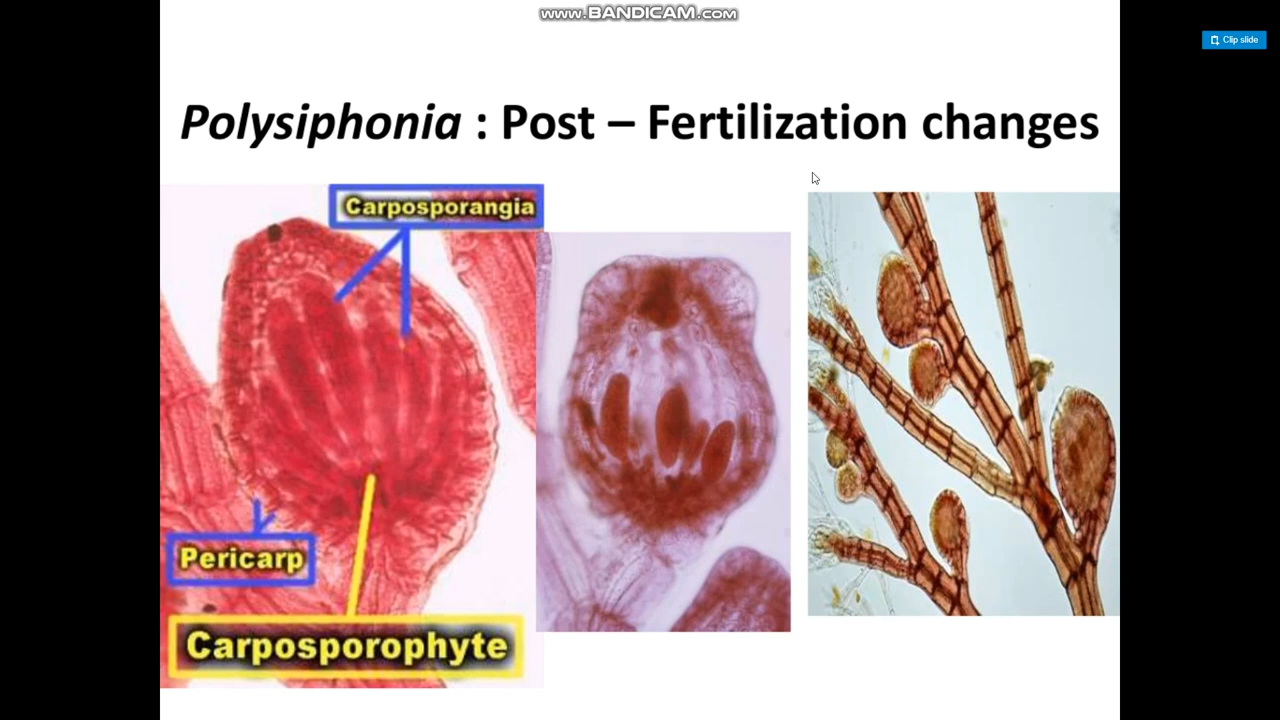 www.BANDICAM.com
Clip slide
Polysiphonia : Post – Fertilization changes
Carposporangia
Pericarp
Carposporophyte